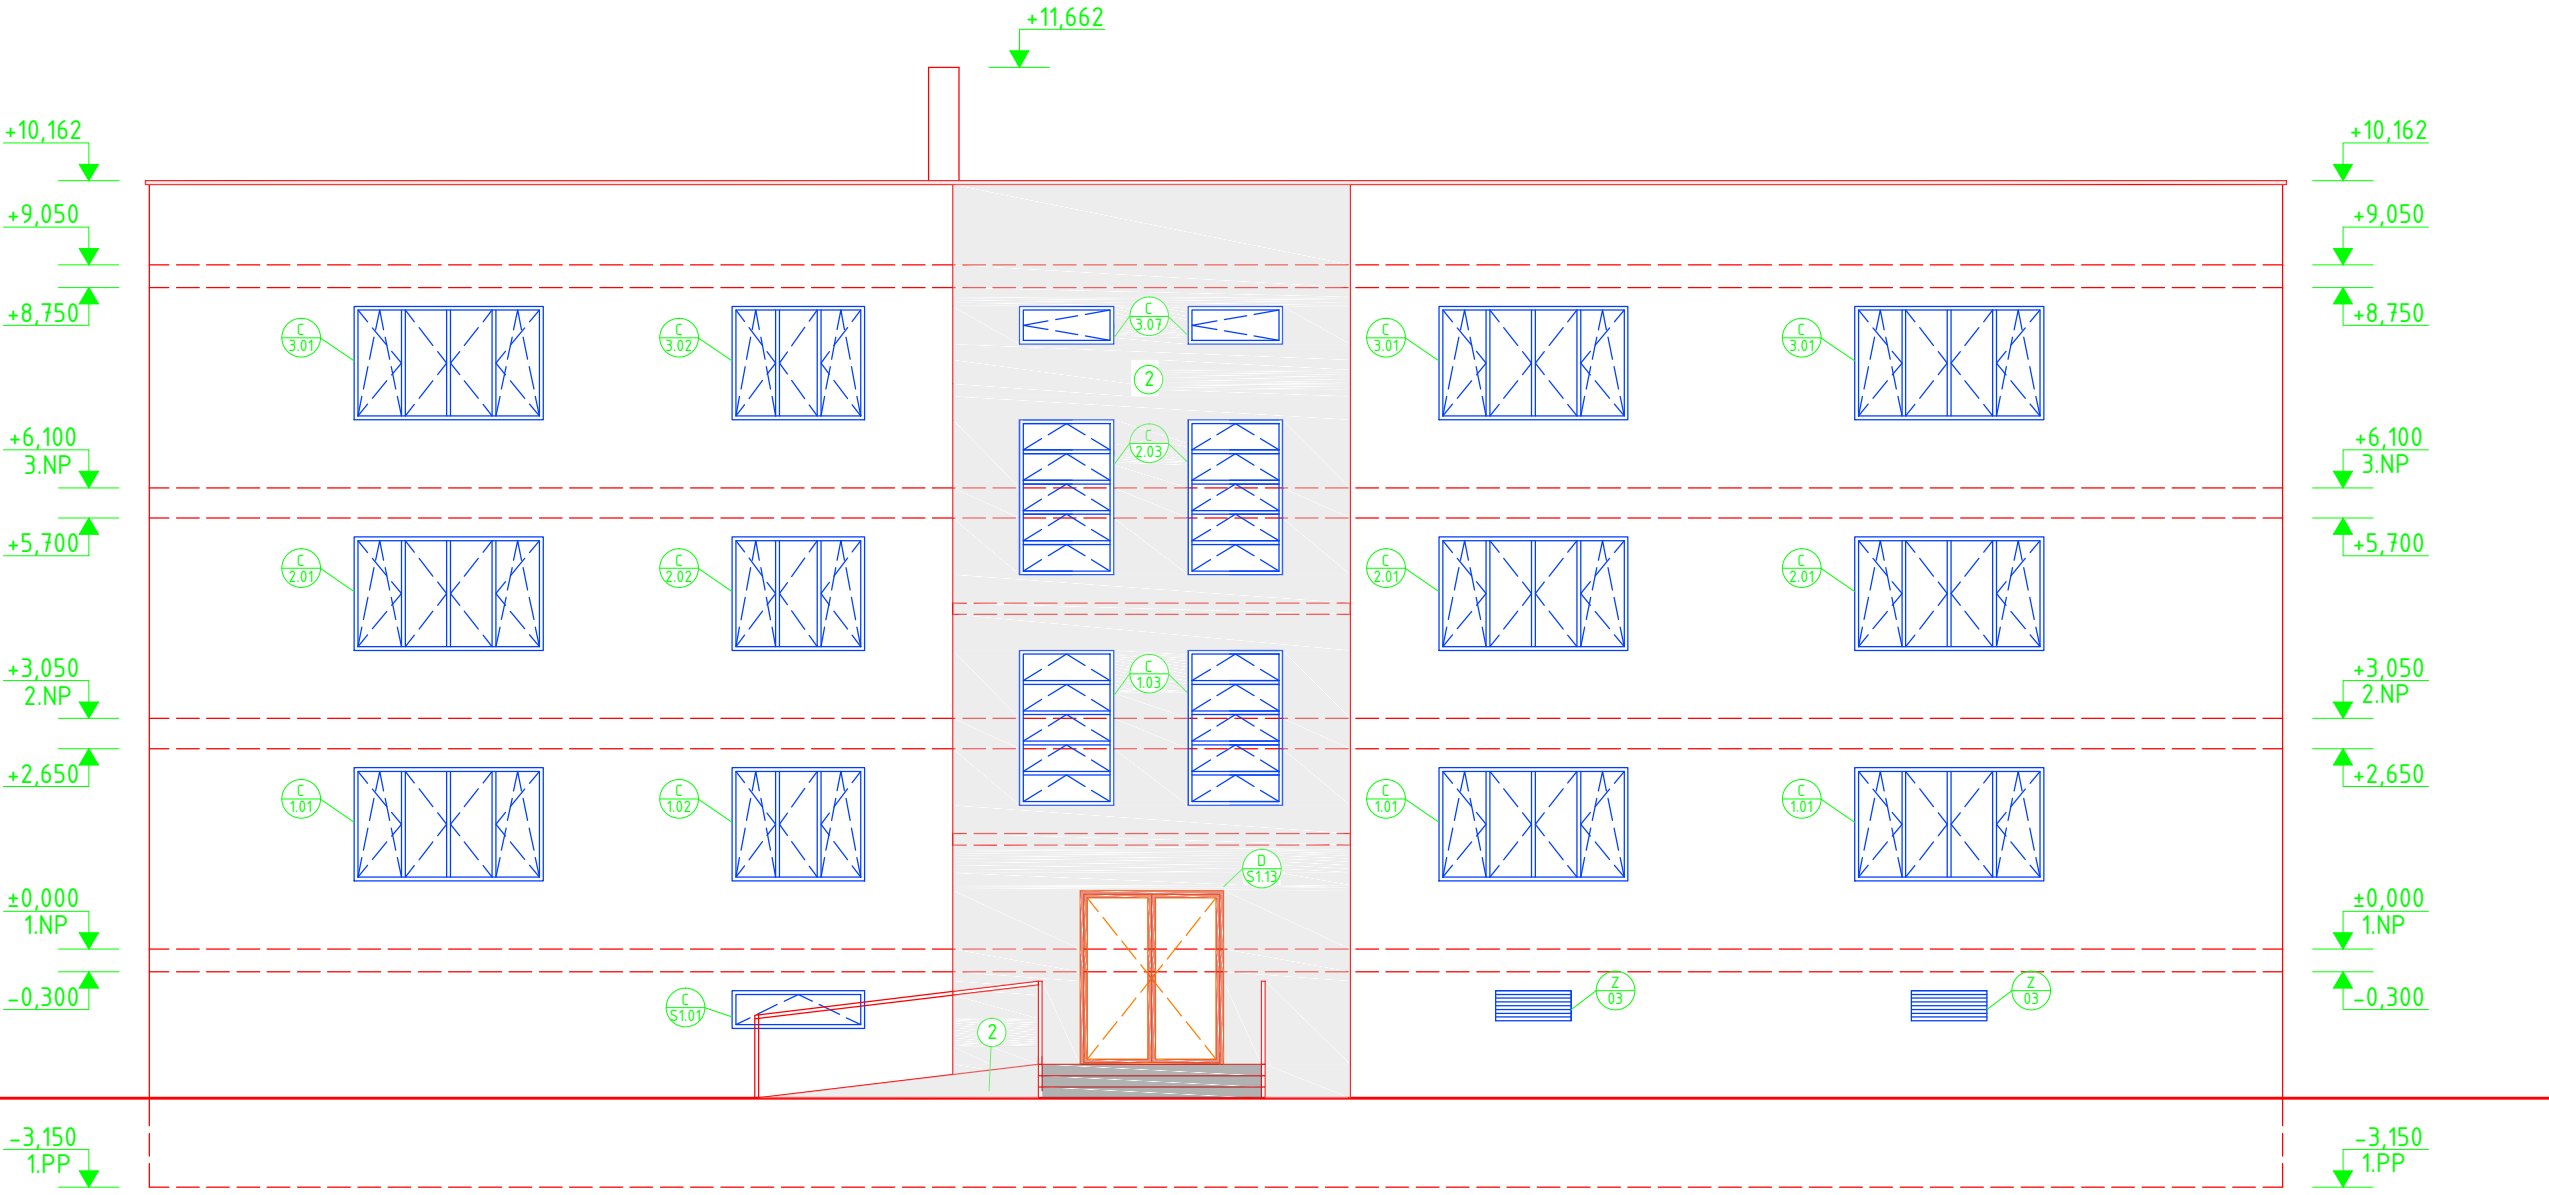 +11,662
+10,162
+10,162
+9,050
+9,050
+8,750
+8,750
C
3.01
C
3.02
C
3.07
C
3.01
C
3.01
2
+6,100
3.NP
C
2.03
+6,100
3.NP
+5,700
+5,700
C
2.01
C
2.02
C
2.01
C
2.01
+3,050
2.NP
C
1.03
+3,050
2.NP
+2,650
+2,650
C
1.01
C
1.02
C
1.01
C
1.01
D
S1.13
±0,000
1.NP
±0,000
1.NP
-0,300
C
S1.01
2
Z
03
Z
03
-0,300
-3,150
1.PP
-3,150
1.PP